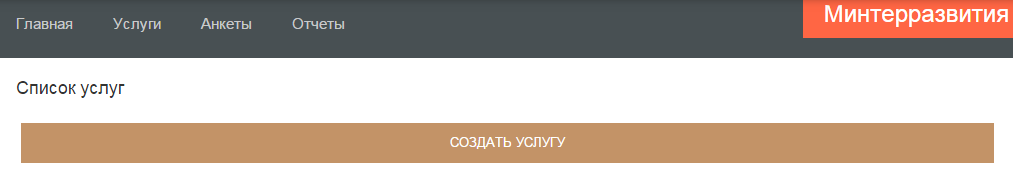 Главная Услуги Анкеты Отчеты Минтерразвития
Список услуг
СОЗДАТЬ УСЛУГУ